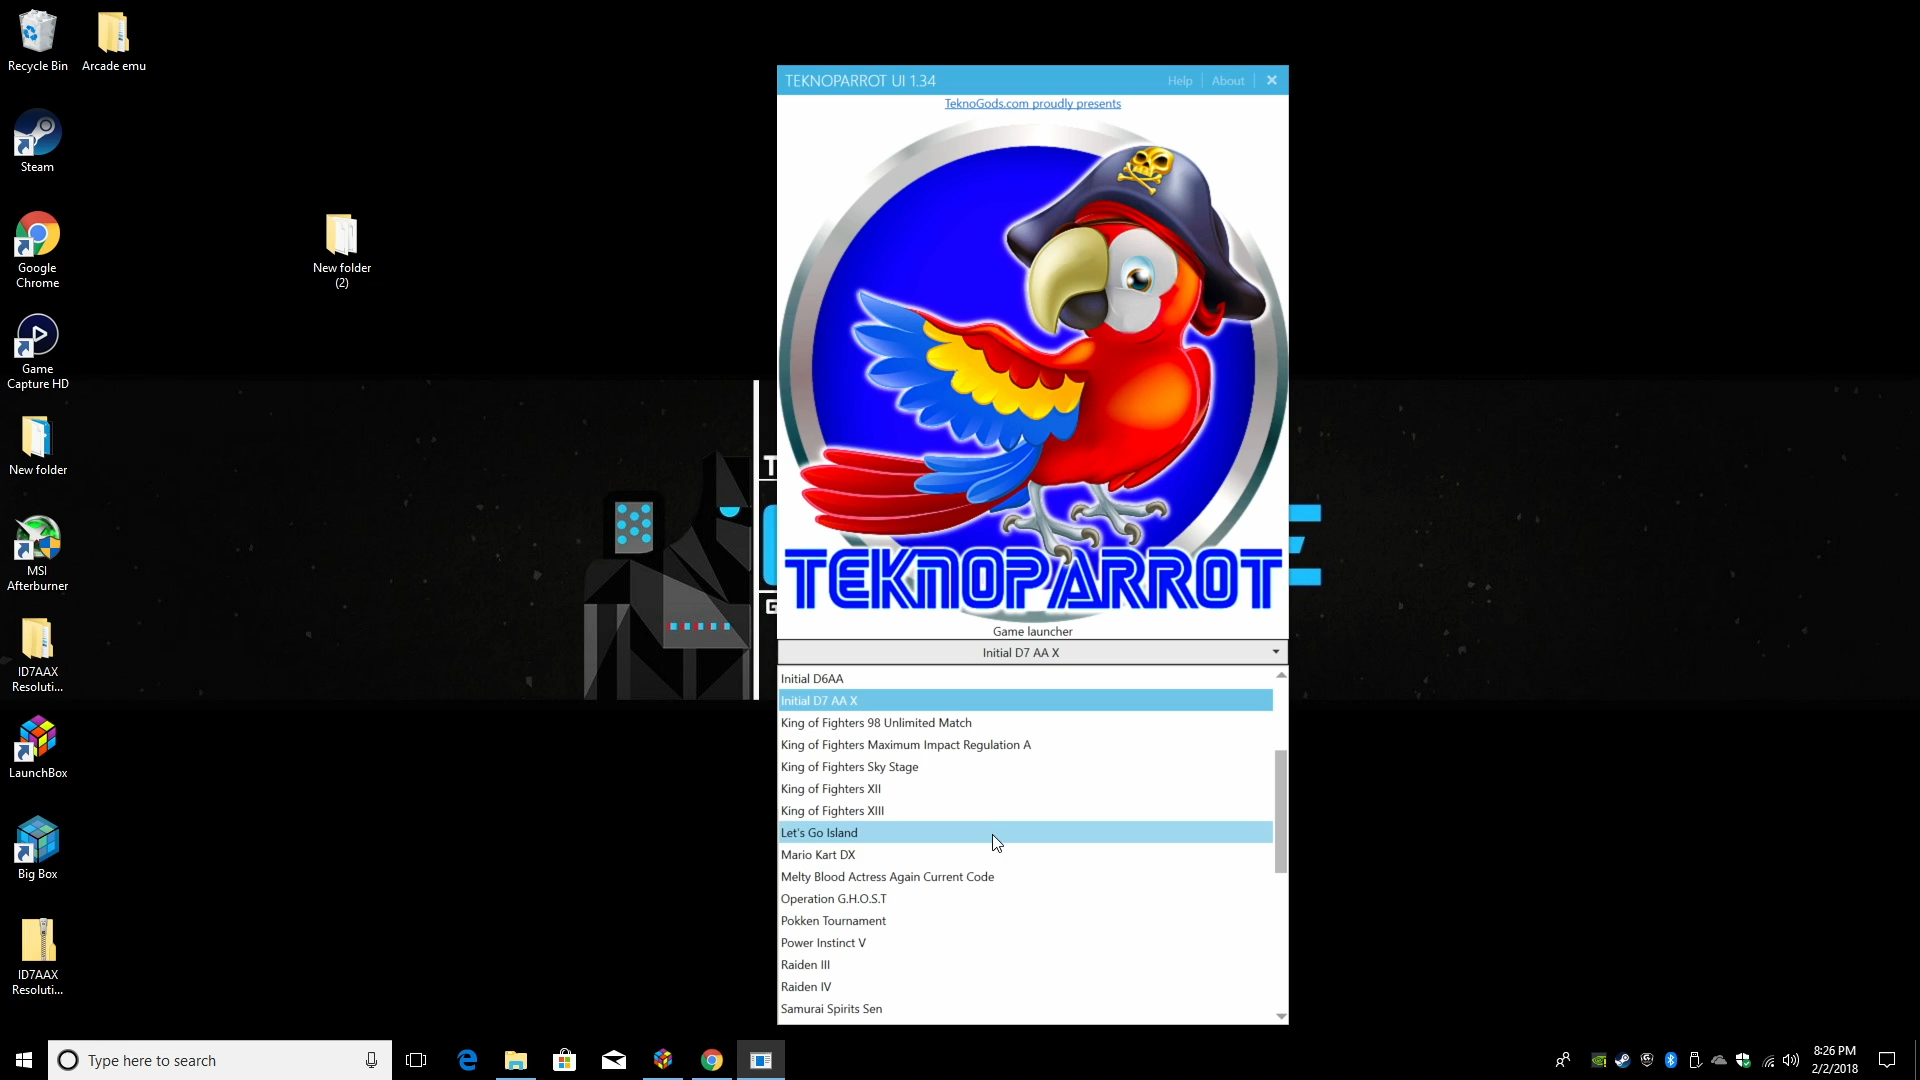 Recycle Bin
Arcade emu
Steam
Google
Chrome
New folder
(2)
Game
Capture HD
New folder
MSI
Afterburner
ID7AAX
Resoluti...
LaunchBox
Big Box
ID7AAX
Resoluti...
TEKNOPARROT UI 1.34
Help
About
TeknoGods.com proudly presents
TEKNOPARROT
Game launcher
Initial D7 AA X
Initial D6AA
Initial D7 AA X
King of Fighters 98 Unlimited Match
King of Fighters Maximum Impact Regulation A
King of Fighters Sky Stage
King of Fighters XII
King of Fighters XIII
Let's Go Island
Mario Kart DX
Melty Blood Actress Again Current Code
Operation G.H.O.S.T
Pokken Tournament
Power Instinct V
Raiden III
Raiden IV
Samurai Spirits Sen
Type here to search
8:26 PM
2/2/2018